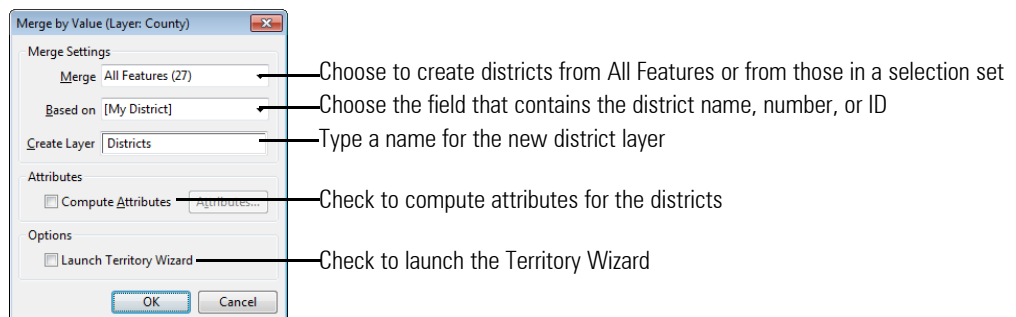 Merge by Value (Layer: County)
Merge Settings
Merge All Features (27) Choose to create districts from All Features or from those in a selection set
Based on [My District] Choose the field that contains the district name, number, or ID
Create Layer Districts Type a name for the new district layer
Attributes
Compute Attributes Attributes... Check to compute attributes for the districts
Options
Launch Territory Wizard Check to launch the Territory Wizard
OK Cancel